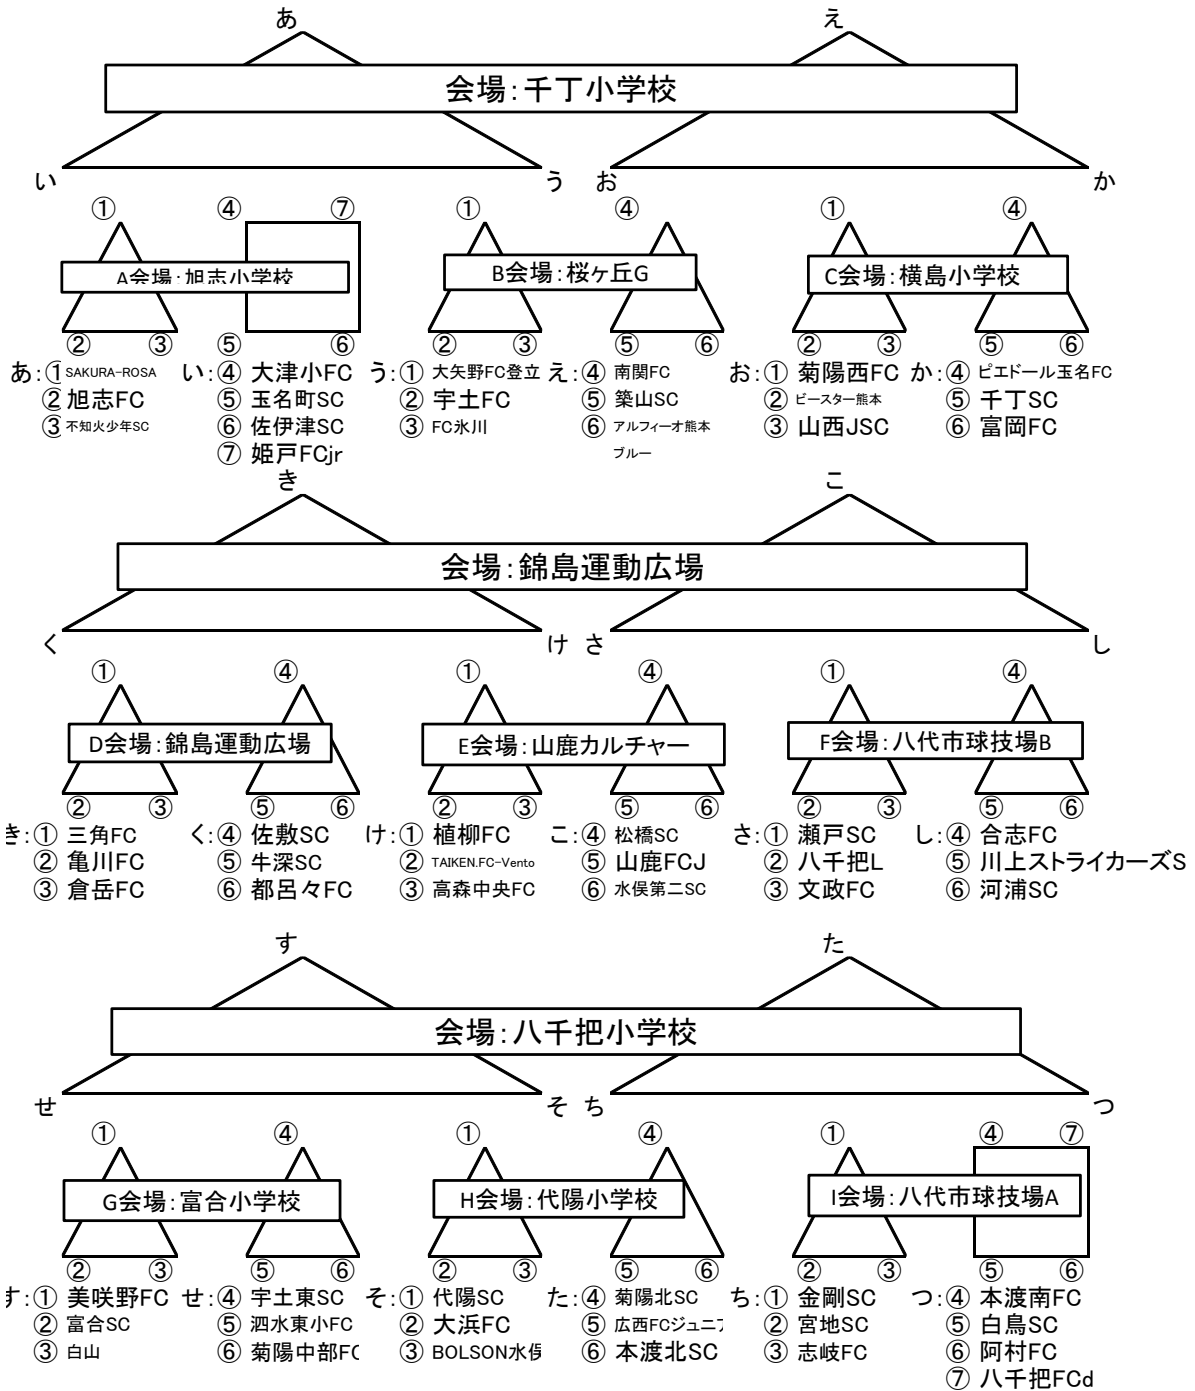 あ え
会場：千丁小学校
い う お か
① ④ ⑦ ① ④ ① ④
A会場：旭志小学校 B会場：桜ヶ丘G C会場：横島小学校
② ③ ⑤ ⑥ ② ③ ⑤ ⑥ ② ③ ⑤ ⑥
あ：① SAKURA-ROSA い：④ 大津小FC う：① 大矢野FC登立 え：④ 南関FC お：① 菊陽西FC か：④ ピエドール玉名FC
② 旭志FC ⑤ 玉名町SC ② 宇土FC ⑤ 築山SC ② ビースター熊本 ⑤ 千丁SC
③ 不知火少年SC ⑥ 佐伊津SC ③ FC氷川 ⑥ アルフィーオ熊本 ③ 山西JSC ⑥ 富岡FC
⑦ 姫戸FCjr ブルー
き こ
会場：錦島運動広場
く け さ し
① ④ ① ④ ① ④
D会場：錦島運動広場 E会場：山鹿カルチャー F会場：八代市球技場B
② ③ ⑤ ⑥ ② ③ ⑤ ⑥ ② ③ ⑤ ⑥
き：① 三角FC く：④ 佐敷SC け：① 植柳FC こ：④ 松橋SC さ：① 瀬戸SC し：④ 合志FC
② 亀川FC ⑤ 牛深SC ② TAIKEN.FC-Vento ⑤ 山鹿FCJ ② 八千把L ⑤ 川上ストライカーズS
③ 倉岳FC ⑥ 都呂々FC ③ 高森中央FC ⑥ 水俣第二SC ③ 文政FC ⑥ 河浦SC
す た
会場：八千把小学校
せ そ ち つ
① ④ ① ④ ① ④ ⑦
G会場：富合小学校 H会場：代陽小学校 I会場：八代市球技場A
② ③ ⑤ ⑥ ② ③ ⑤ ⑥ ② ③ ⑤ ⑥
す：① 美咲野FC せ：④ 宇土東SC そ：① 代陽SC た：④ 菊陽北SC ち：① 金剛SC つ：④ 本渡南FC
② 富合SC ⑤ 泗水東小FC ② 大浜FC ⑤ 広西FCジュニア ② 宮地SC ⑤ 白鳥SC
③ 白山 ⑥ 菊陽中部FC ③ BOLSON水俣 ⑥ 本渡北SC ③ 志岐FC ⑥ 阿村FC
⑦ 八千把FCd